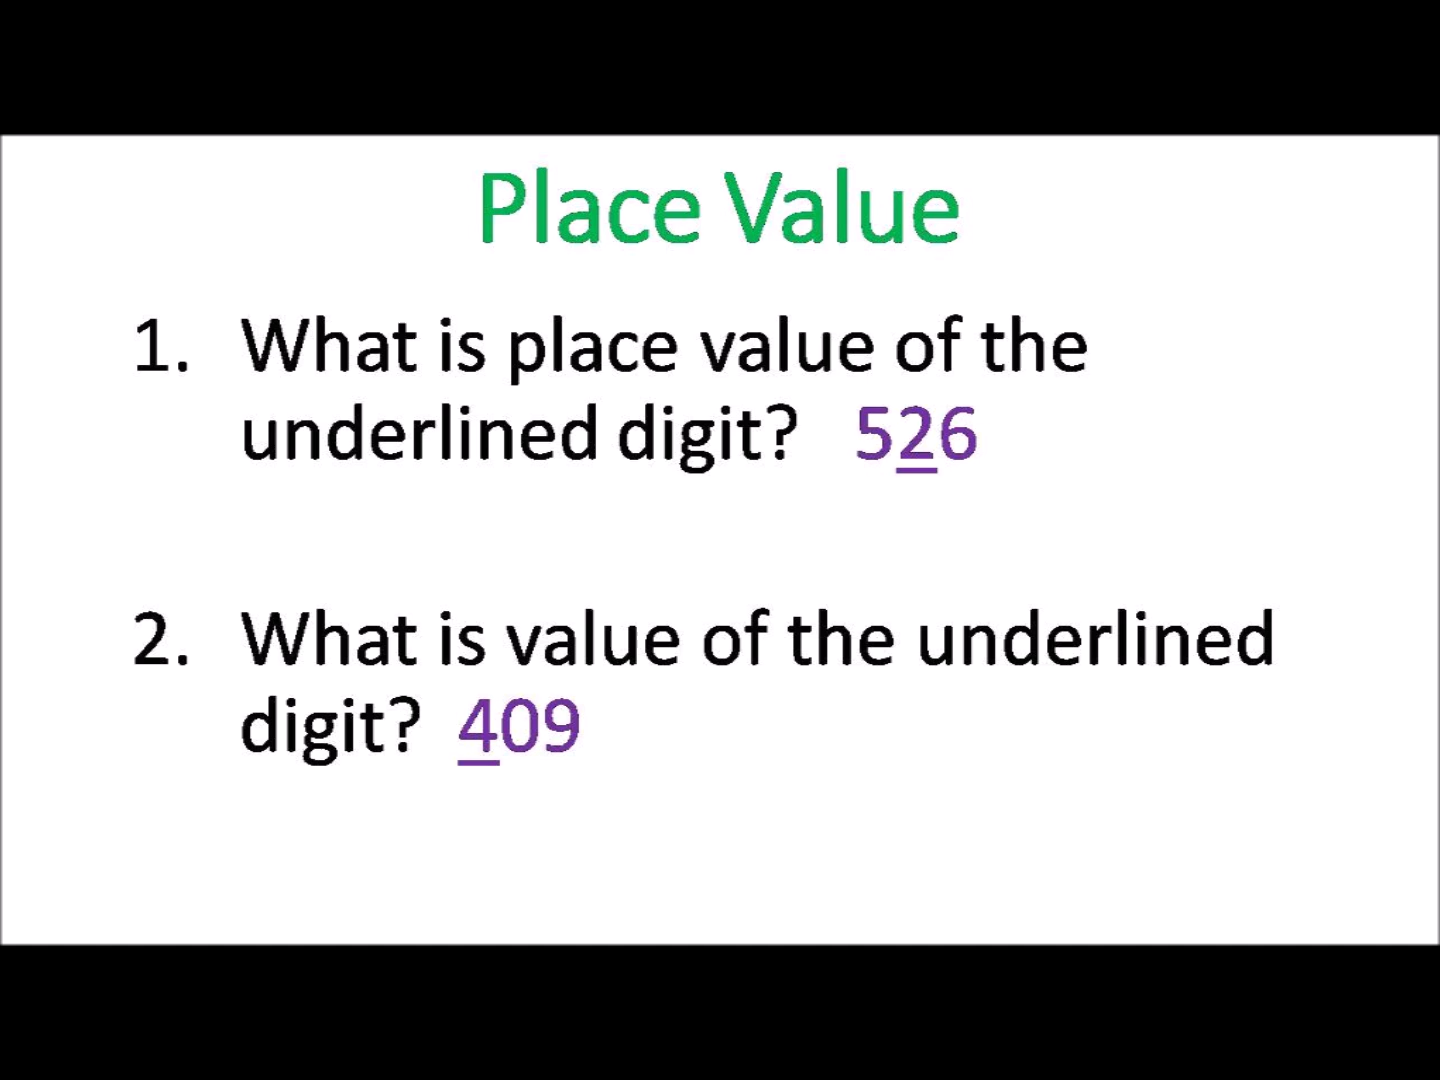 Place Value
1. What is place value of the
underlined digit? 526
2. What is value of the underlined
digit? 409